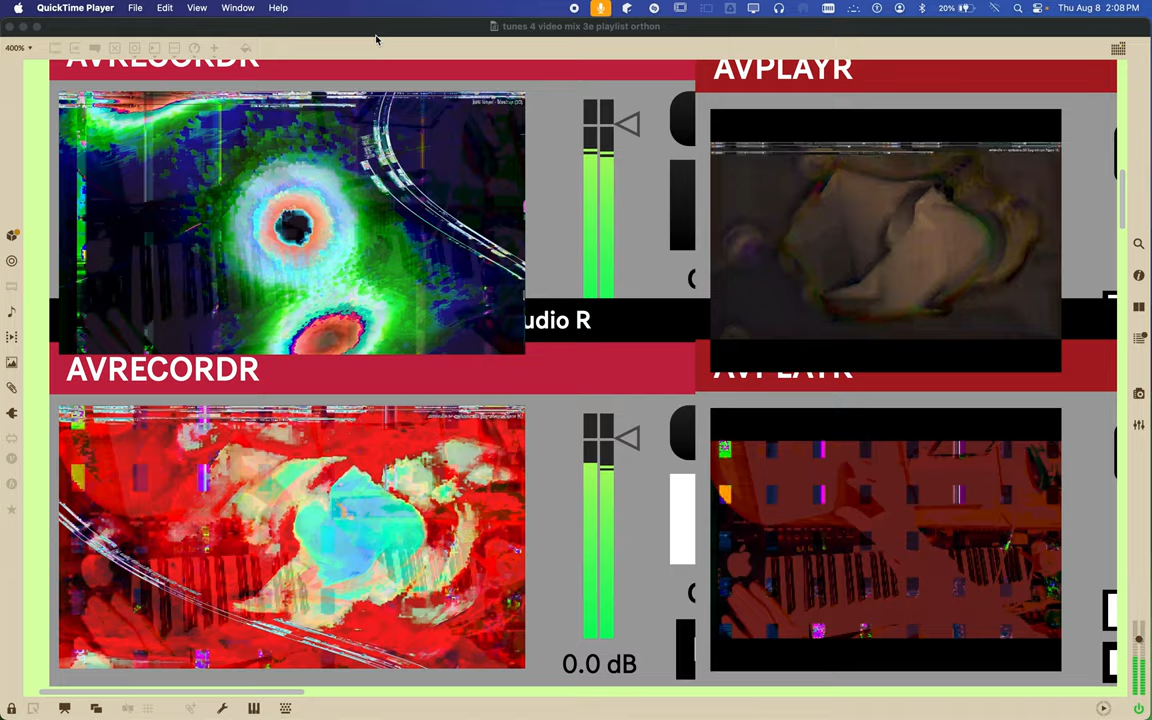 QuickTime Player File Edit View Window Help 20% Thu Aug 8 2:08 PM
tunes 4 video mix 3e playlist orthon
400%
AVRECORDR AVPLAYR
udio R
AVRECORDR AVPLAYR
0.0 dB